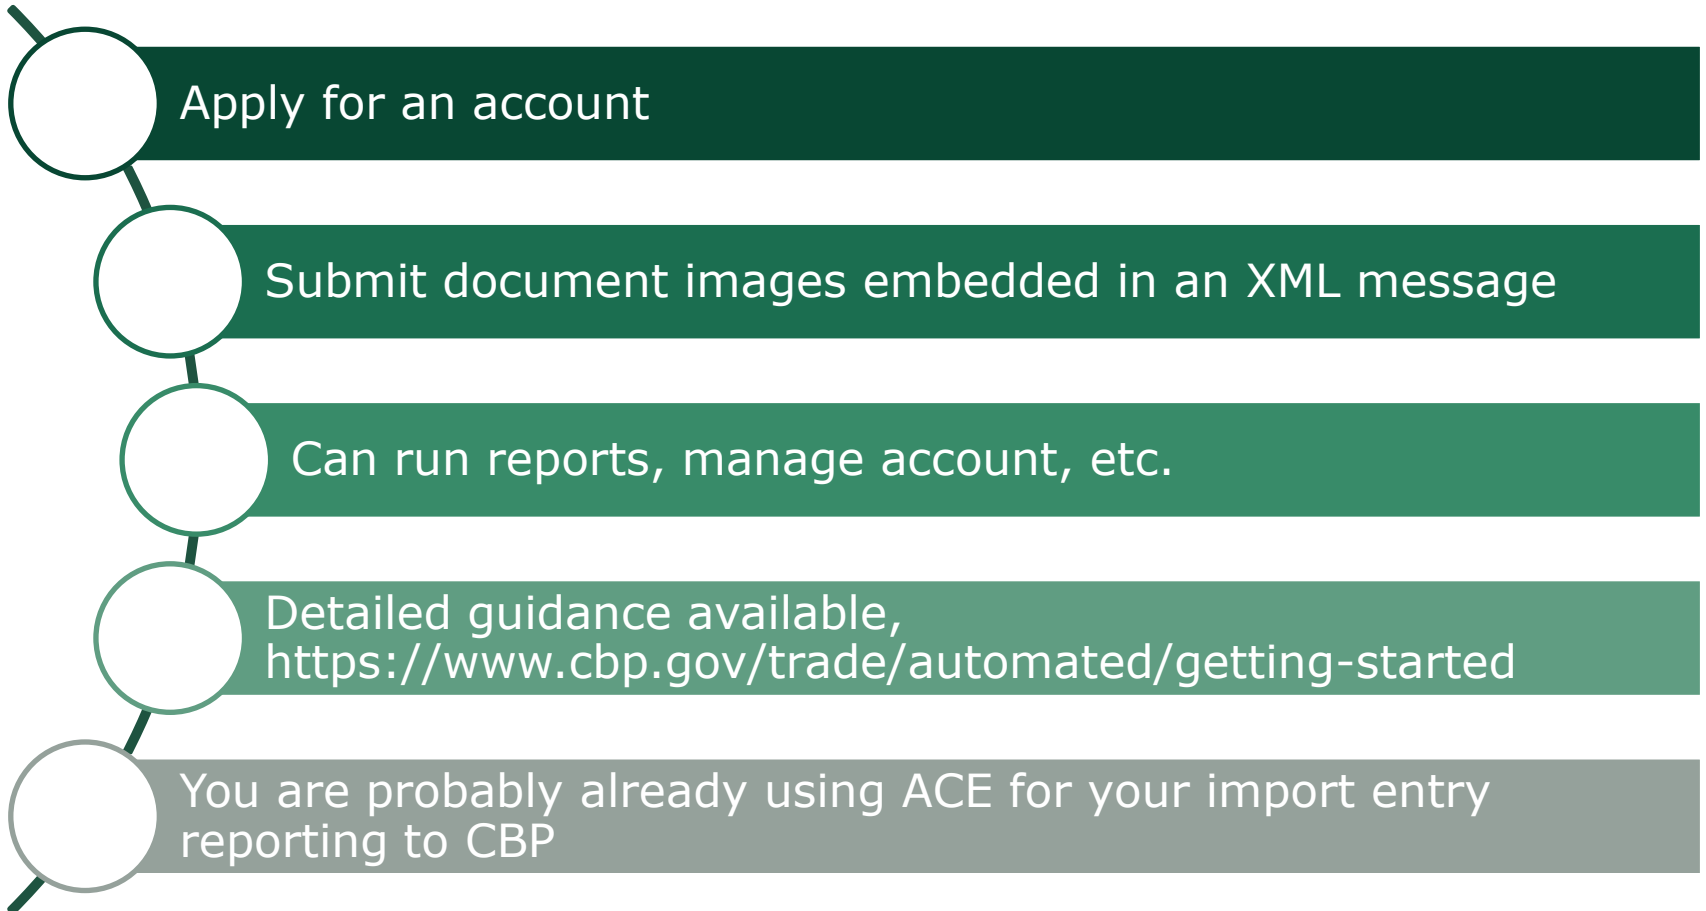 Apply for an account
Submit document images embedded in an XML message
Can run reports, manage account, etc.
Detailed guidance available,
https://www.cbp.gov/trade/automated/getting-started
You are probably already using ACE for your import entry
reporting to CBP